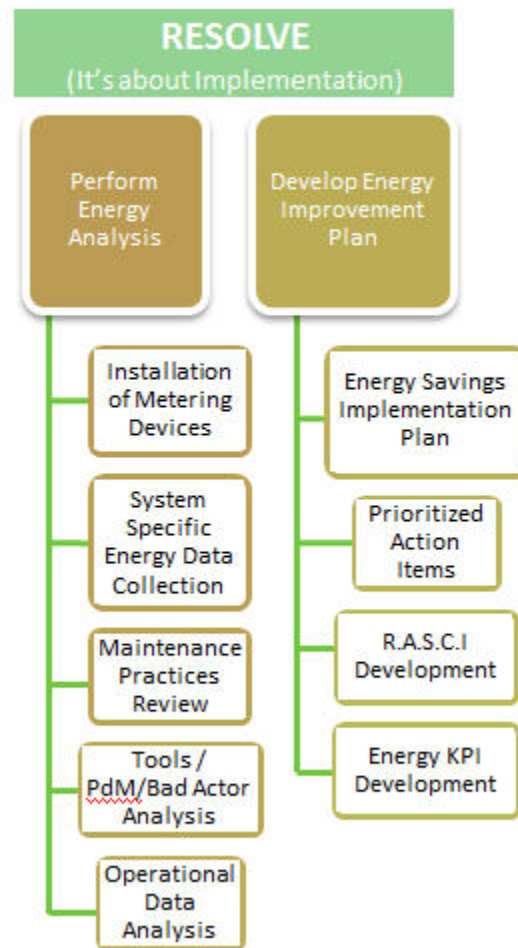 RESOLVE
(It's about Implementation)
Perform
Energy
Analysis
Develop Energy
Improvement
Plan
Installation
of Metering
Devices
System
Specific
Energy Data
Collection
Maintenance
Practices
Review
Tools /
PdM/Bad Actor
Analysis
Operational
Data
Analysis
Energy Savings
Implementation
Plan
Prioritized
Action
Items
R.A.S.C.I
Development
Energy KPI
Development